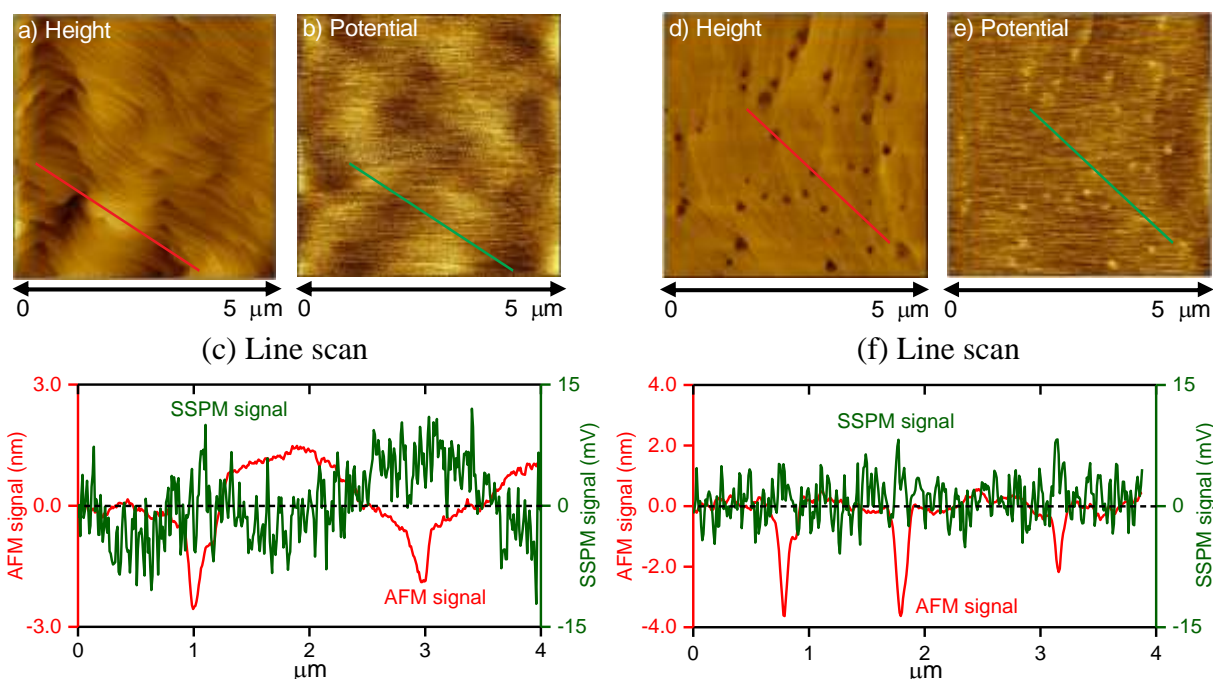 a) Height
b) Potential
d) Height
e) Potential
0 5 μm
0 5 μm
0 5 μm
0 5 μm
(c) Line scan
(f) Line scan
3.0
0.0
-3.0
AFM signal (nm)
SSPM signal
AFM signal
15
0
-15
SSPM signal (mV)
0 1 2 3 4
μm
4.0
2.0
0.0
-2.0
-4.0
AFM signal (nm)
SSPM signal
AFM signal
15
0
-15
SSPM signal (mV)
0 1 2 3 4
μm